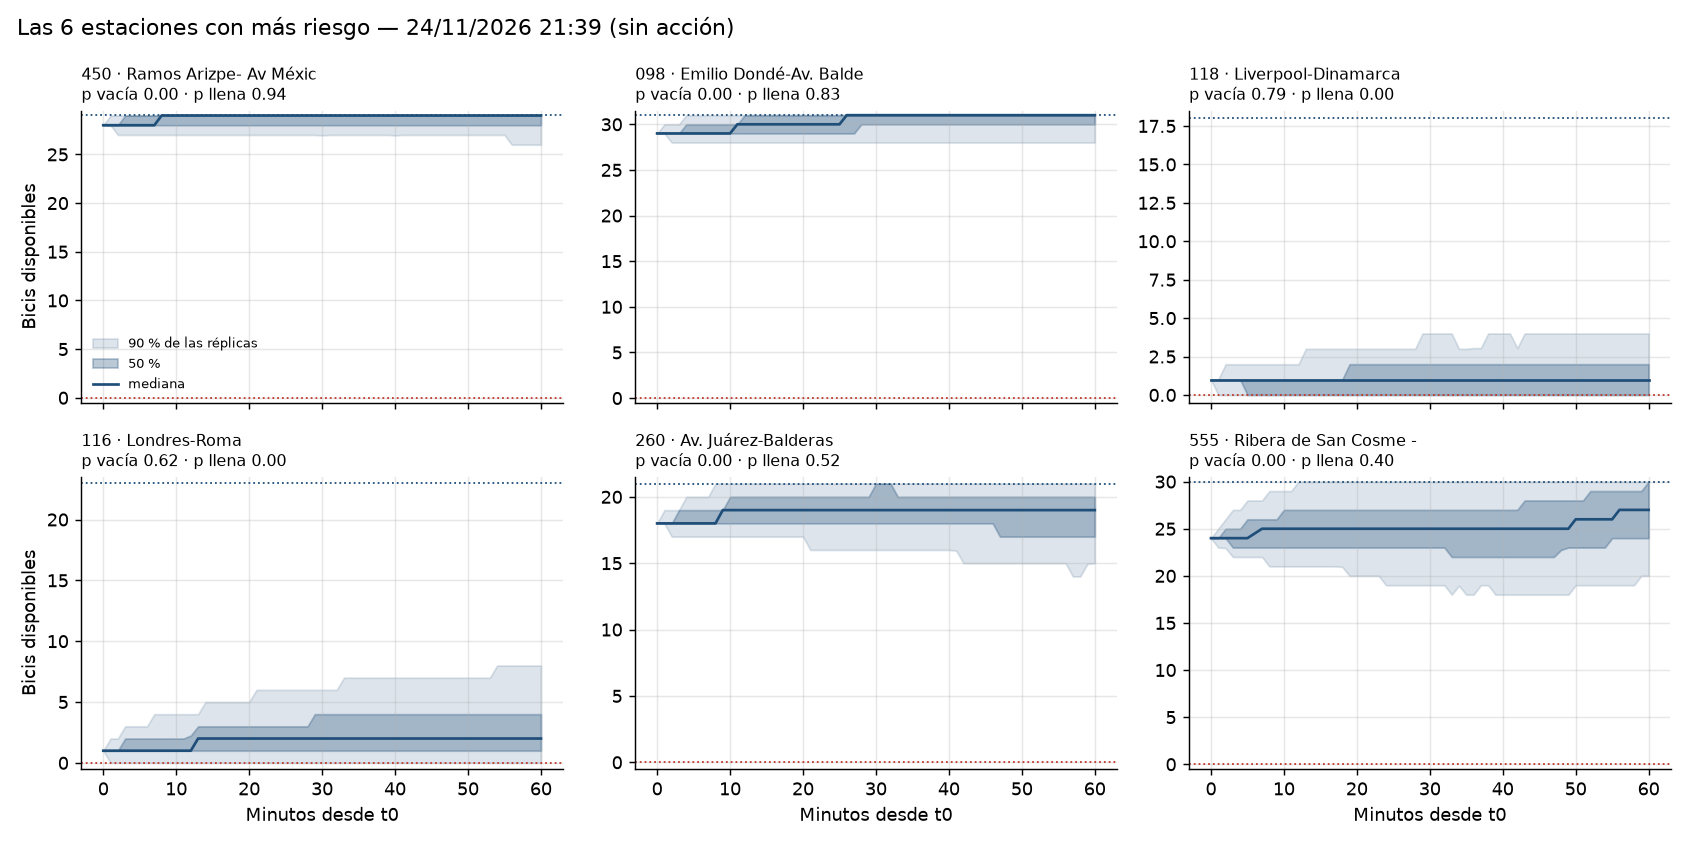 Las 6 estaciones con más riesgo — 24/11/2026 21:39 (sin acción)
450 · Ramos Arizpe- Av Méxic
p vacía 0.00 · p llena 0.94
098 · Emilio Dondé-Av. Balde
p vacía 0.00 · p llena 0.83
118 · Liverpool-Dinamarca
p vacía 0.79 · p llena 0.00
Bicis disponibles
25
20
15
10
5
0
90 % de las réplicas
50 %
mediana
30
25
20
15
10
5
0
17.5
15.0
12.5
10.0
7.5
5.0
2.5
0.0
116 · Londres-Roma
p vacía 0.62 · p llena 0.00
260 · Av. Juárez-Balderas
p vacía 0.00 · p llena 0.52
555 · Ribera de San Cosme -
p vacía 0.00 · p llena 0.40
Bicis disponibles
20
15
10
5
0
0 10 20 30 40 50 60
Minutos desde t0
20
15
10
5
0
0 10 20 30 40 50 60
Minutos desde t0
30
25
20
15
10
5
0
0 10 20 30 40 50 60
Minutos desde t0